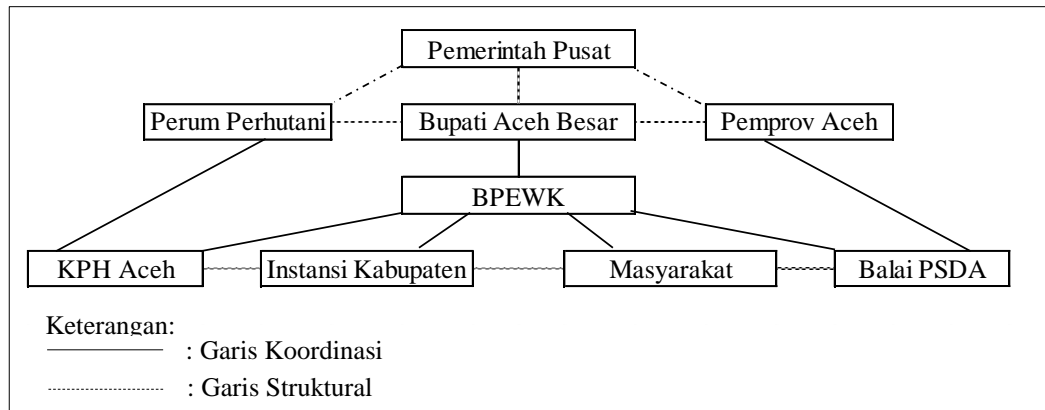 Pemerintah Pusat
Perum Perhutani
Bupati Aceh Besar
Pemprov Aceh
BPEWK
KPH Aceh
Instansi Kabupaten
Masyarakat
Balai PSDA
Keterangan:
: Garis Koordinasi
: Garis Struktural